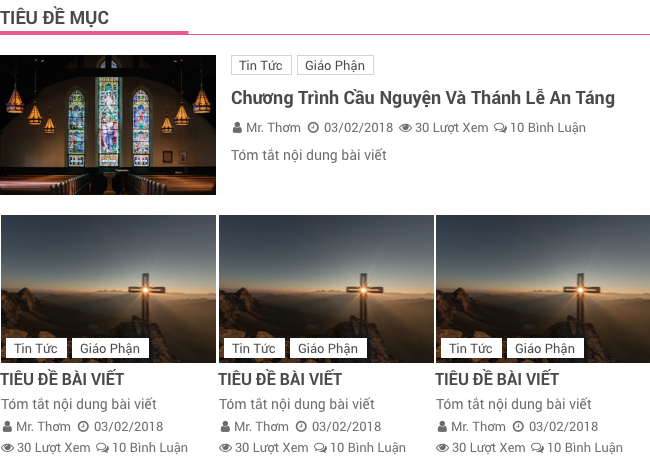 TIÊU ĐỀ MỤC
Tin Tức Giáo Phận
Chương Trình Cầu Nguyện Và Thánh Lễ An Táng
Mr. Thơm 03/02/2018 30 Lượt Xem 10 Bình Luận
Tóm tắt nội dung bài viết
Tin Tức Giáo Phận
TIÊU ĐỀ BÀI VIẾT
Tóm tắt nội dung bài viết
Mr. Thơm 03/02/2018
30 Lượt Xem 10 Bình Luận
Tin Tức Giáo Phận
TIÊU ĐỀ BÀI VIẾT
Tóm tắt nội dung bài viết
Mr. Thơm 03/02/2018
30 Lượt Xem 10 Bình Luận
Tin Tức Giáo Phận
TIÊU ĐỀ BÀI VIẾT
Tóm tắt nội dung bài viết
Mr. Thơm 03/02/2018
30 Lượt Xem 10 Bình Luận